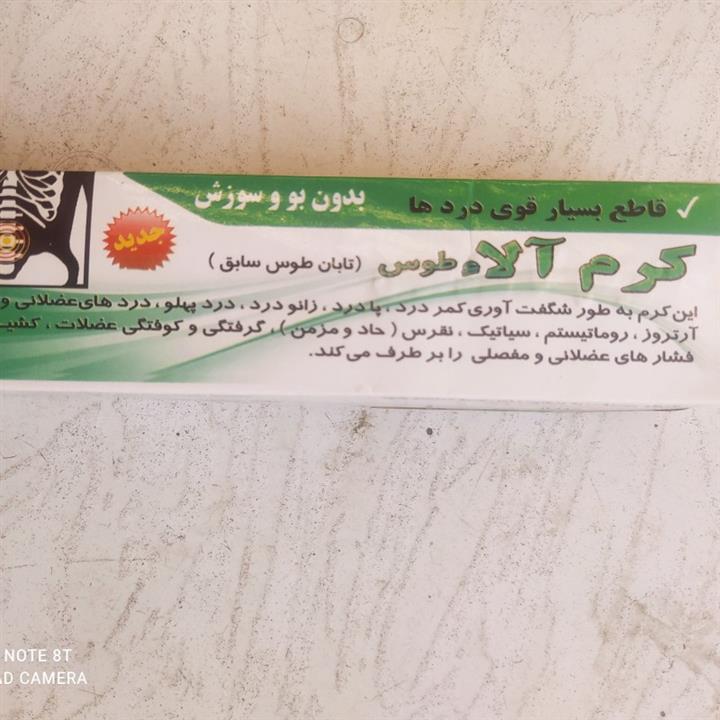 ✓ قاطع بسیار قوی درد ها
بدون بو و سوزش
جدید
کرم آلاء طوس (تابان طوس سابق)
این کرم به طور شگفت آوری کمر درد ، پا درد ، زانو درد ، درد پهلو ، درد های عضلانی و
آرتروز ، روماتیسم ، سیاتیک ، نقرس ( حاد و مزمن ) ، گرفتگی و کوفتگی عضلات ،
فشار های عضلانی و مفصلی را بر طرف می کند.
NOTE 8T
AD CAMERA